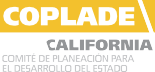 COPLADE
CALIFORNIA
COMITE DE PLANEACION PARA
EL DESARROLLO DEL ESTADO